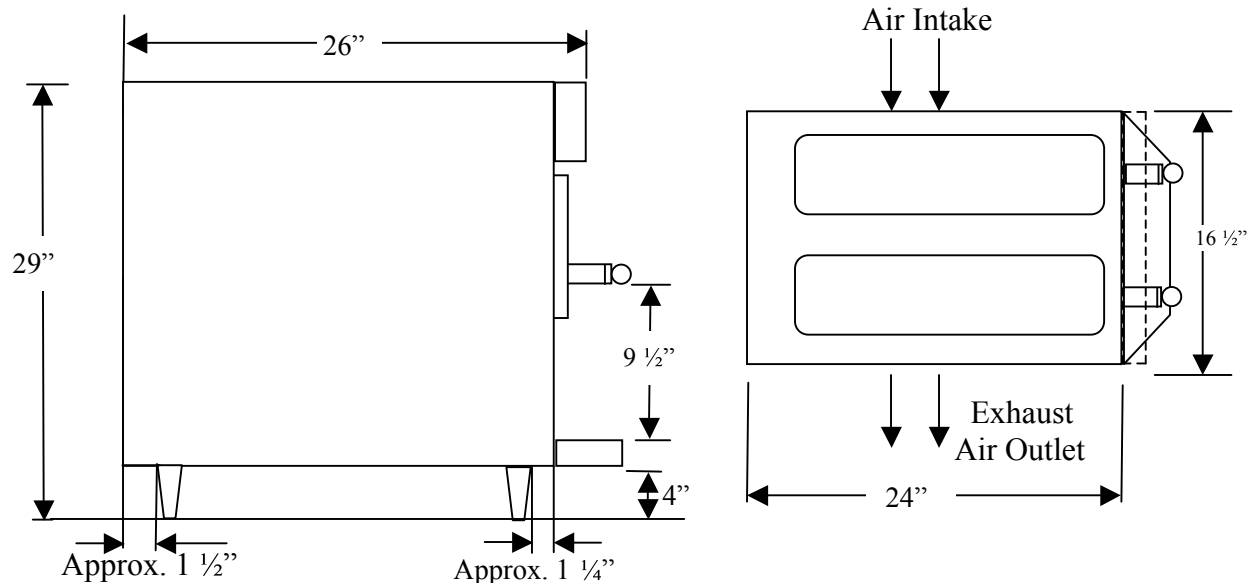 26”
29”
9 ½”
4”
Approx. 1 ½”
Approx. 1 ¼”
Air Intake
16 ½”
Exhaust
Air Outlet
24”